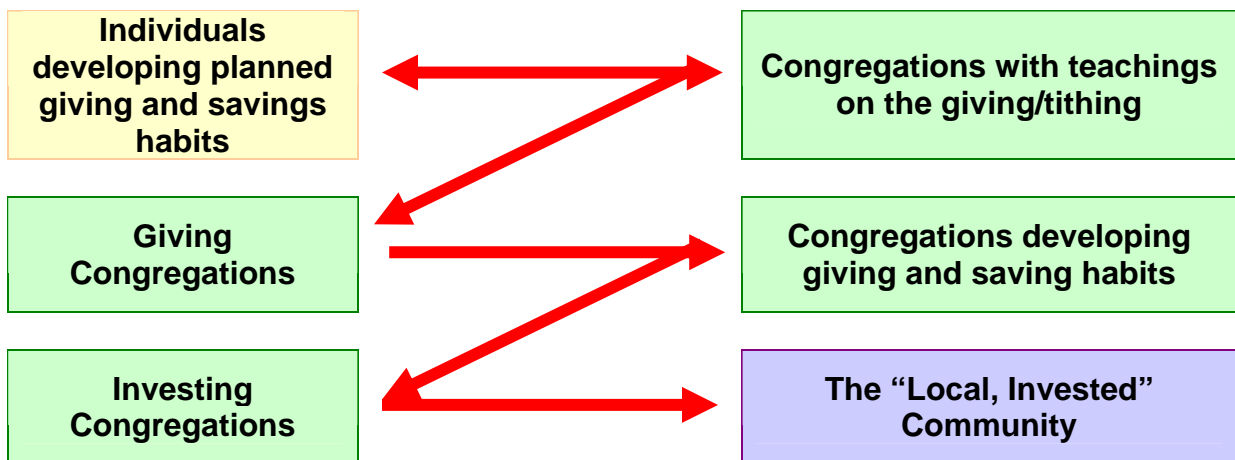 Individuals
developing planned
giving and savings
habits
Congregations with teachings
on the giving/tithing
Giving
Congregations
Congregations developing
giving and saving habits
Investing
Congregations
The “Local, Invested”
Community